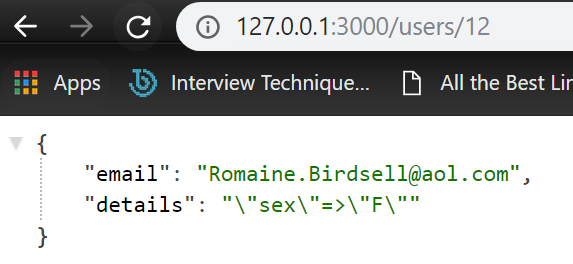 127.0.0.1:3000/users/12
Apps Interview Technique... All the Best Lin
{
"email": "Romaine.Birdsell@aol.com",
"details": "\"sex\"=>\"F\""
}